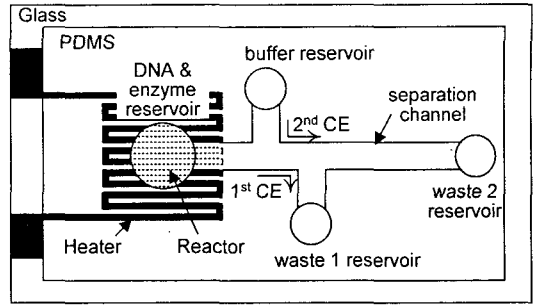 Glass
PDMS
DNA &
enzyme
reservoir
buffer reservoir
2nd CE
separation
channel
1st CE
waste 2
reservoir
Heater
Reactor
waste 1 reservoir